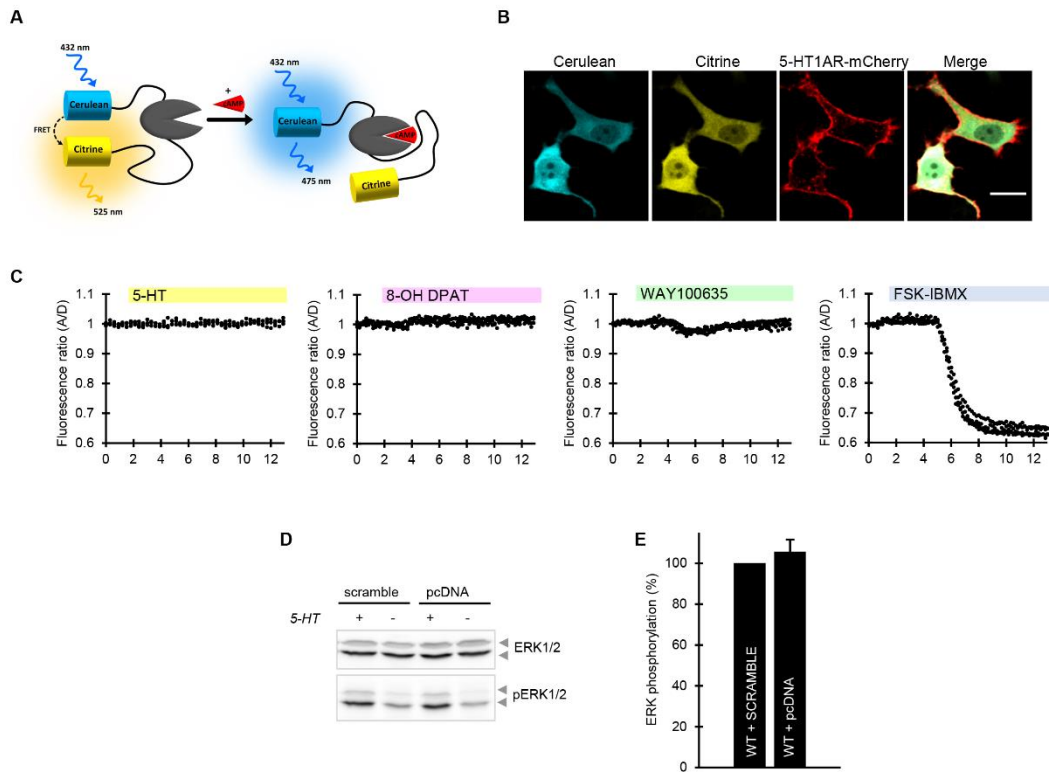 A
432 nm
Cerulean
FRET
Citrine
525 nm
+
cAMP
432 nm
Cerulean
cAMP
475 nm
Citrine
B
Cerulean Citrine 5-HT1AR-mCherry Merge
C
5-HT
Fluorescence ratio (A/D)
1.1
1
0.9
0.8
0.7
0.6
0 2 4 6 8 10 12
8-OH DPAT
Fluorescence ratio (A/D)
1.1
1
0.9
0.8
0.7
0.6
0 2 4 6 8 10 12
WAY100635
Fluorescence ratio (A/D)
1.1
1
0.9
0.8
0.7
0.6
0 2 4 6 8 10 12
FSK-IBMX
Fluorescence ratio (A/D)
1.1
1
0.9
0.8
0.7
0.6
0 2 4 6 8 10 12
D
scramble pcDNA
5-HT + - + -
ERK1/2
pERK1/2
E
ERK phosphorylation (%)
100
80
60
40
20
0
WT + SCRAMBLE
WT + pcDNA